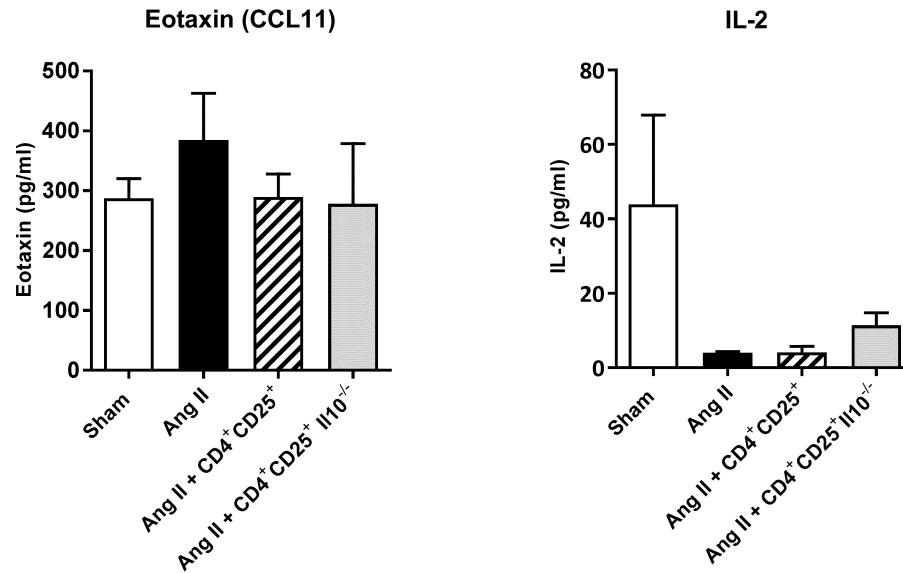 Eotaxin (CCL11)
Eotaxin (pg/ml)
500
400
300
200
100
0
Sham
Ang II
Ang II + CD4⁺CD25⁺
Ang II + CD4⁺CD25⁺ Il10⁻/⁻
IL-2
IL-2 (pg/ml)
80
60
40
20
0
Sham
Ang II
Ang II + CD4⁺CD25⁺
Ang II + CD4⁺CD25⁺Il10⁻/⁻